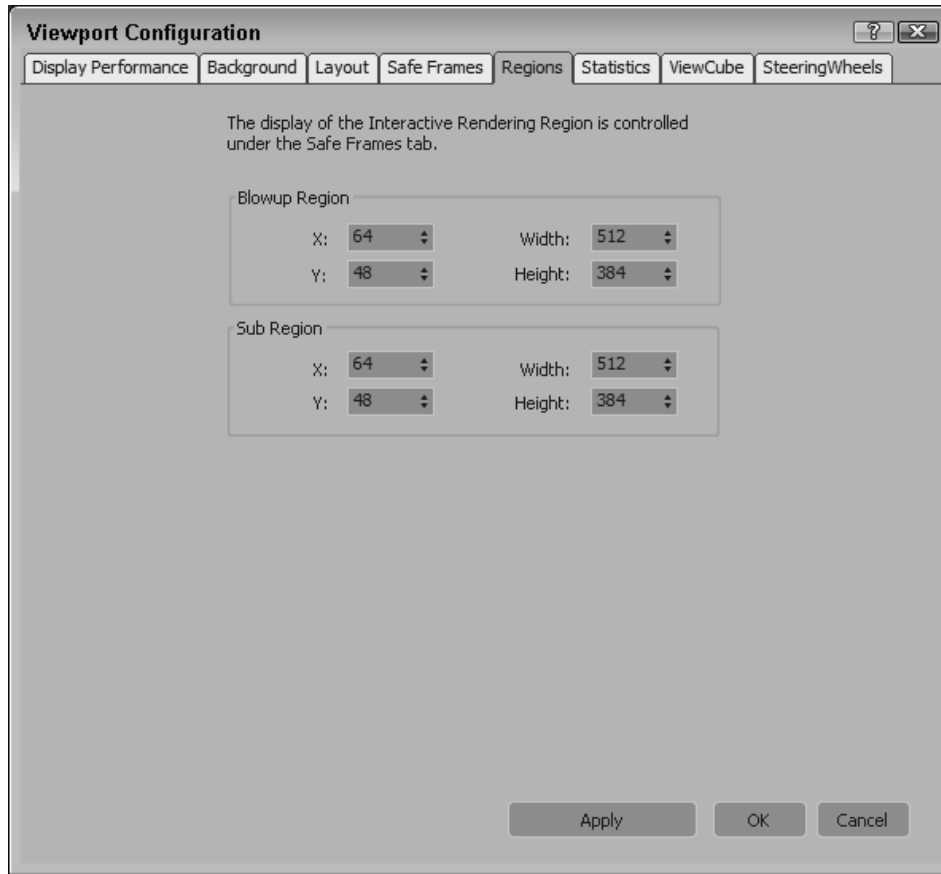 Viewport Configuration
Display Performance Background Layout Safe Frames Regions Statistics ViewCube SteeringWheels
The display of the Interactive Rendering Region is controlled
under the Safe Frames tab.
Blowup Region
X: 64 Width: 512
Y: 48 Height: 384
Sub Region
X: 64 Width: 512
Y: 48 Height: 384
Apply OK Cancel